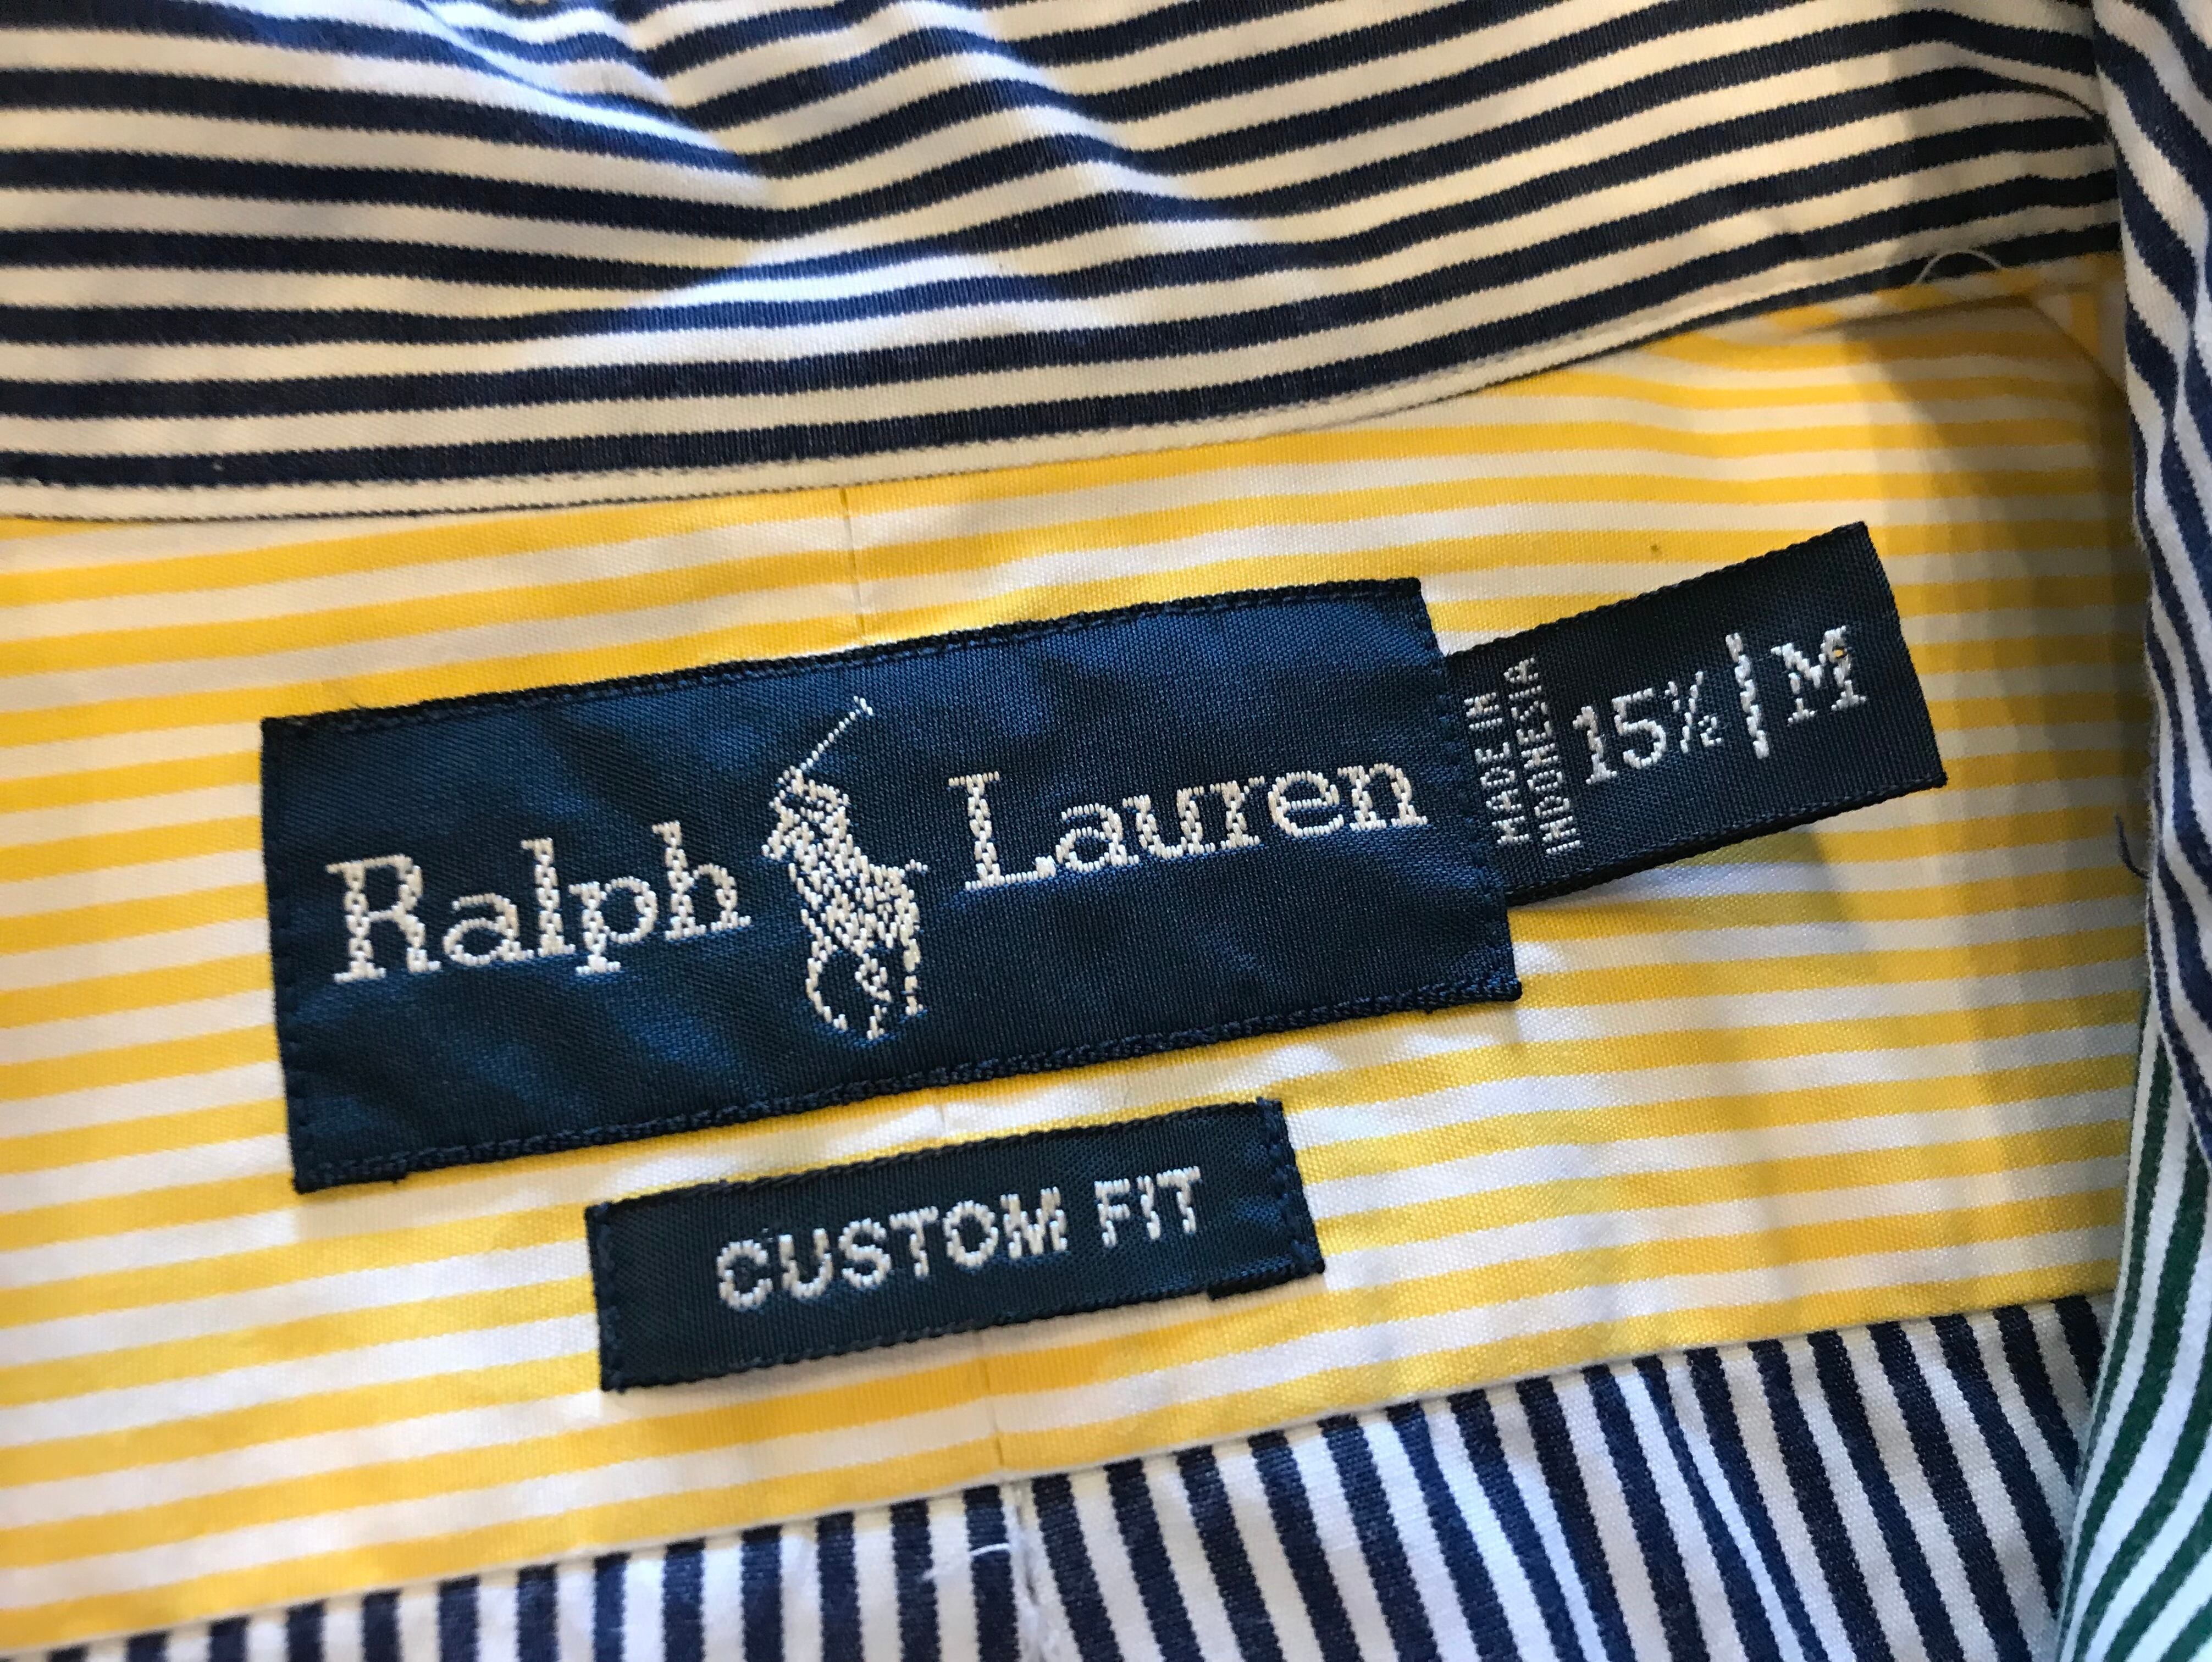 Ralph Lauren
MADE IN
INDONESIA
15½ | M
CUSTOM FIT